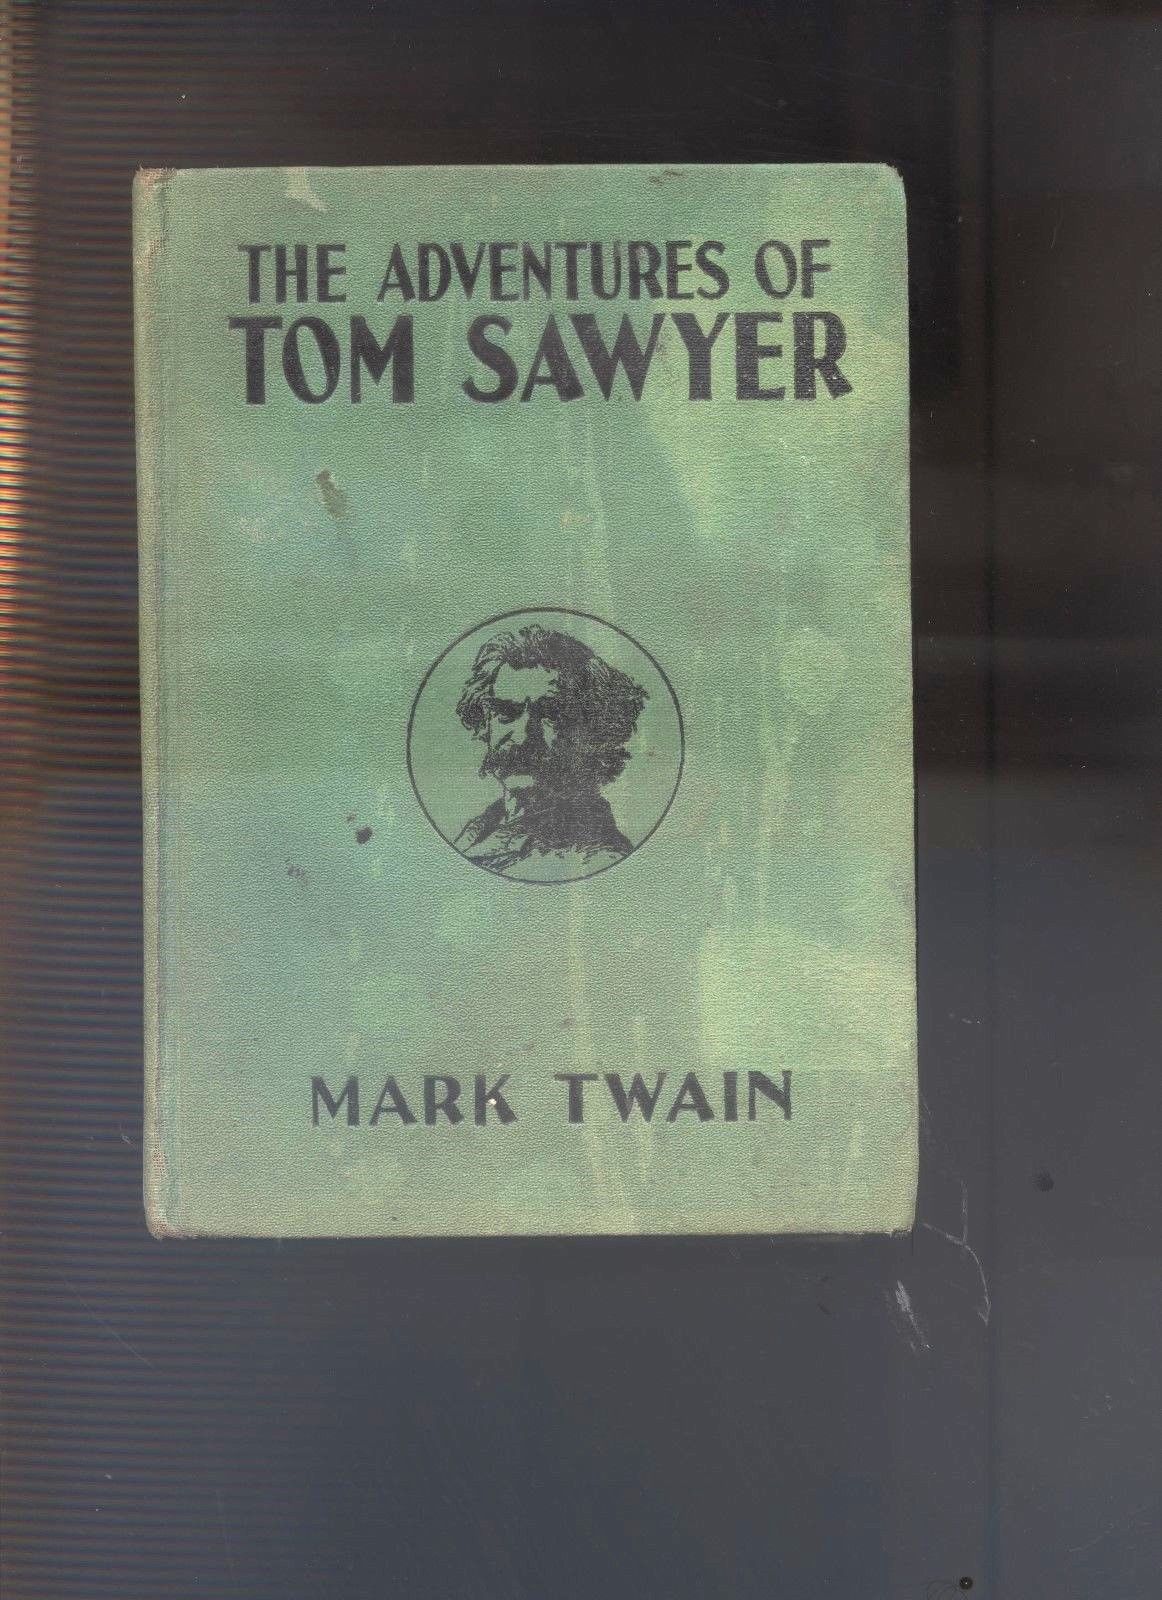 THE ADVENTURES OF
TOM SAWYER
MARK TWAIN